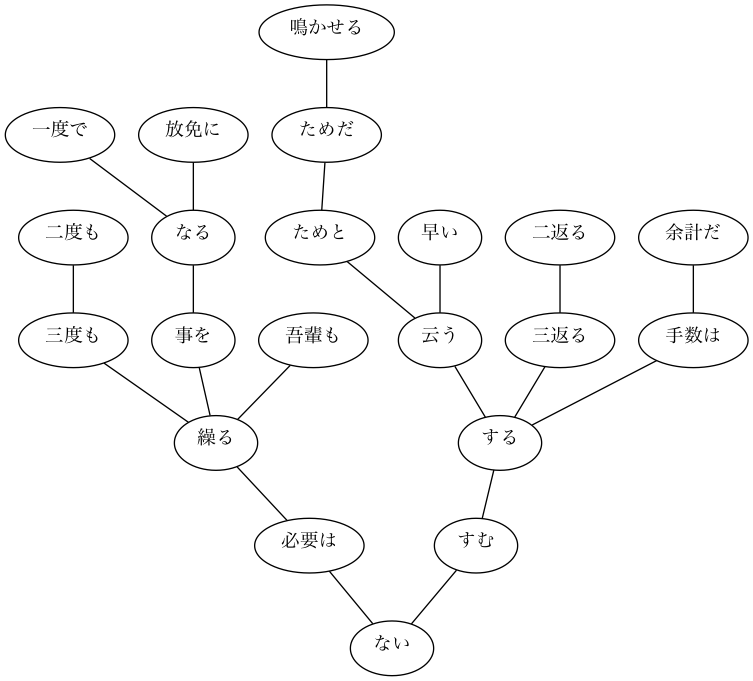 鳴かせる
一度で
放免に
ためだ
二度も
なる
ためと
早い
二返る
余計だ
三度も
事を
吾輩も
云う
三返る
手数は
繰る
する
必要は
すむ
ない